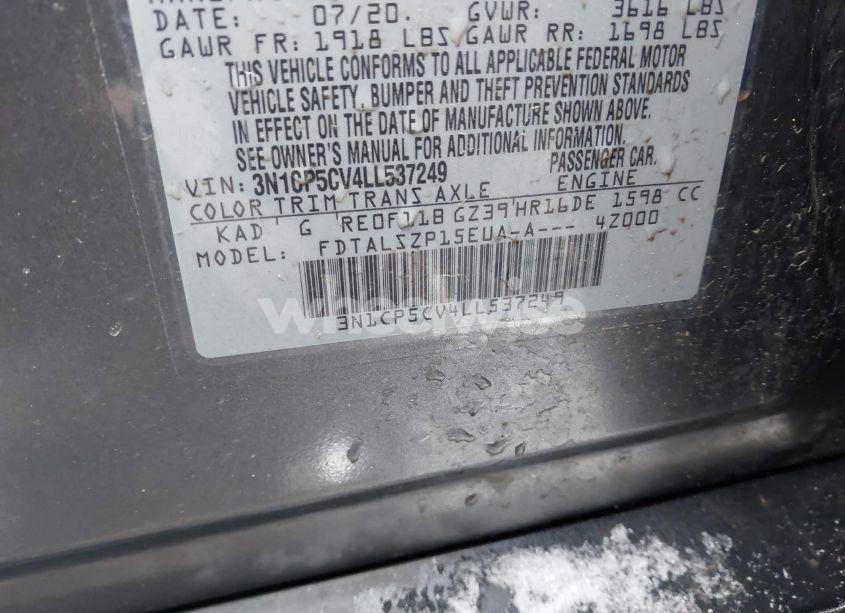 DATE: 07/20. GVWR: 3616 LBS
GAWR FR: 1918 LBS GAWR RR: 1698 LBS
THIS VEHICLE CONFORMS TO ALL APPLICABLE FEDERAL MOTOR
VEHICLE SAFETY, BUMPER AND THEFT PREVENTION STANDARDS
IN EFFECT ON THE DATE OF MANUFACTURE SHOWN ABOVE.
SEE OWNER'S MANUAL FOR ADDITIONAL INFORMATION.
VIN: 3N1CP5CV4LL537249 PASSENGER CAR.
COLOR TRIM TRANS AXLE ENGINE
KAD G RE0F11B GZ39 HR16DE 1598 CC
MODEL: FDTALSZP15EUA-A--- 4Z000
3N1CP5CV4LL537249
wheelwise